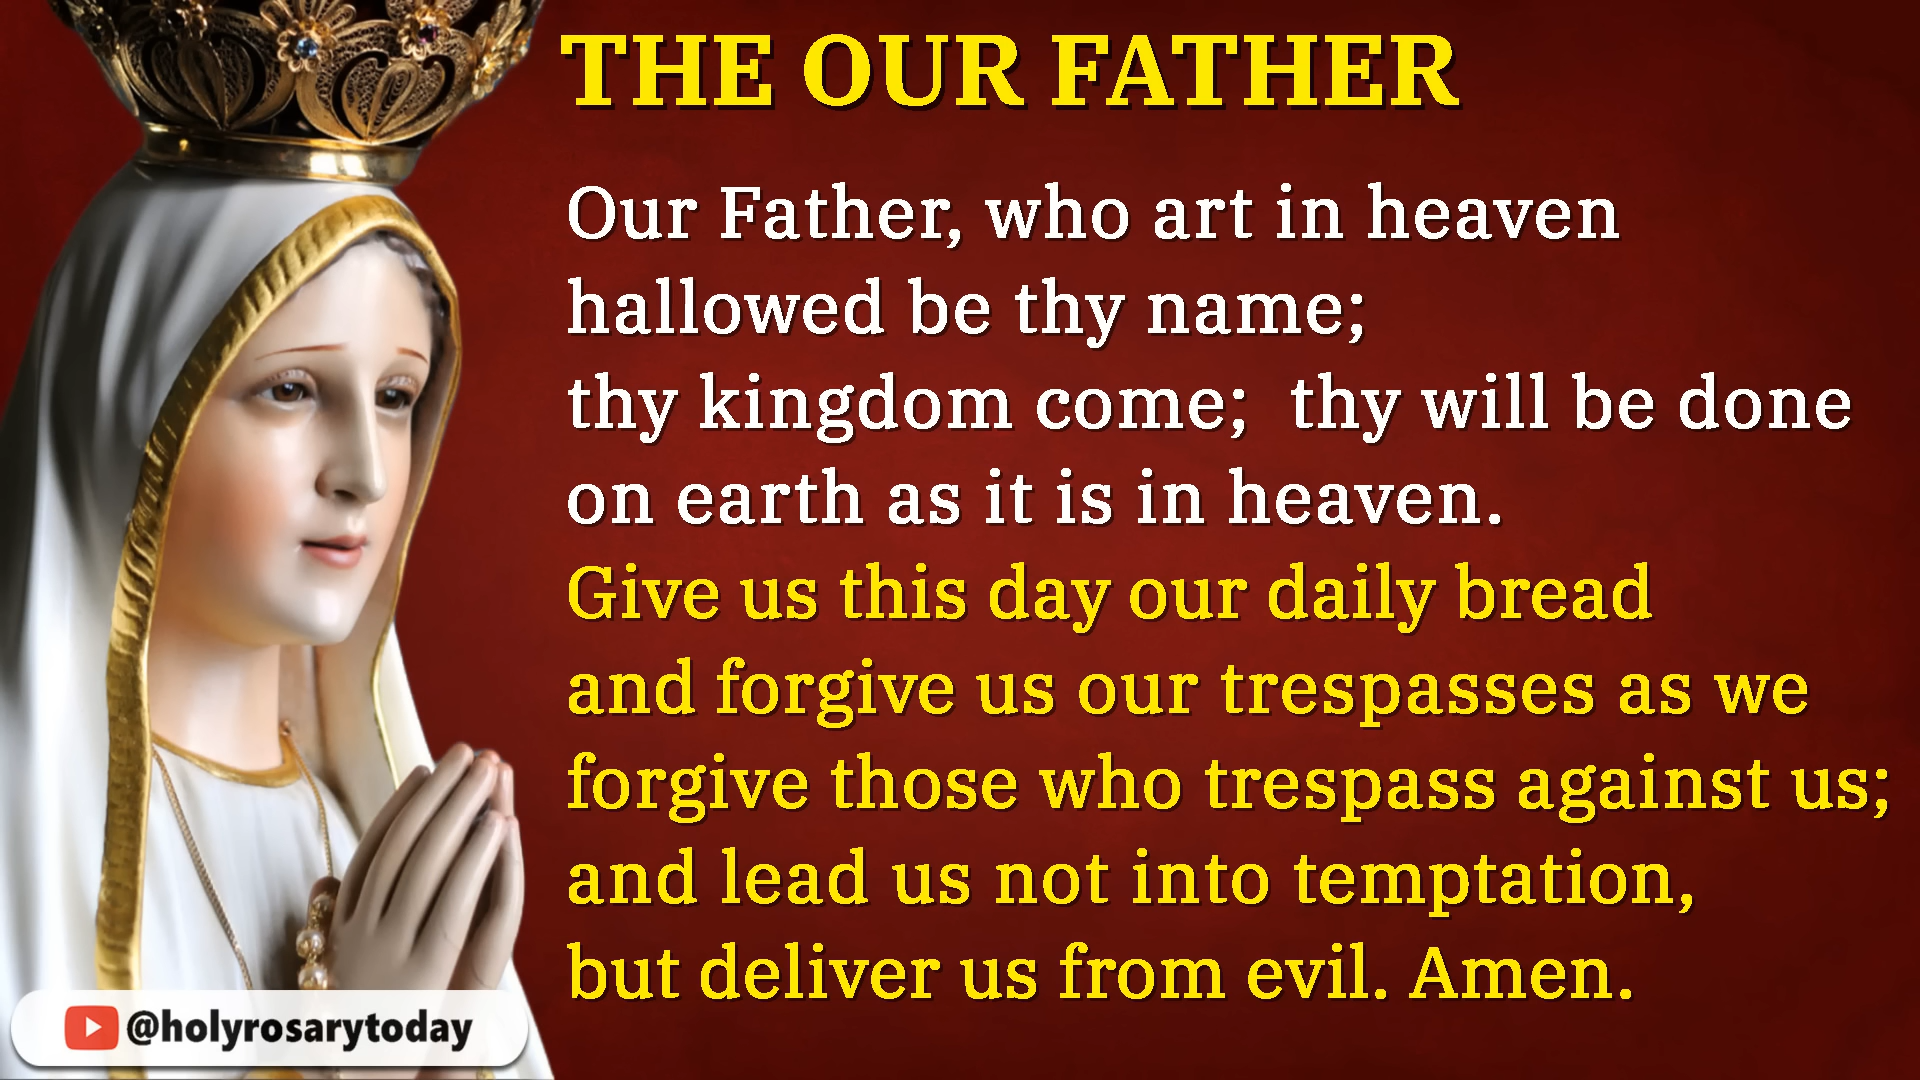 THE OUR FATHER
Our Father, who art in heaven
hallowed be thy name;
thy kingdom come;  thy will be done
on earth as it is in heaven.
Give us this day our daily bread
and forgive us our trespasses as we
forgive those who trespass against us;
and lead us not into temptation,
but deliver us from evil. Amen.
@holyrosarytoday